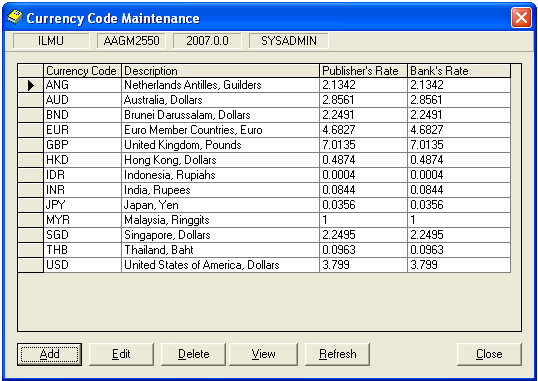 Currency Code Maintenance
ILMU AAGM2550 2007.0.0 SYSADMIN
Currency Code Description Publisher's Rate Bank's Rate
ANG Netherlands Antilles, Guilders 2.1342 2.1342
AUD Australia, Dollars 2.8561 2.8561
BND Brunei Darussalam, Dollars 2.2491 2.2491
EUR Euro Member Countries, Euro 4.6827 4.6827
GBP United Kingdom, Pounds 7.0135 7.0135
HKD Hong Kong, Dollars 0.4874 0.4874
IDR Indonesia, Rupiahs 0.0004 0.0004
INR India, Rupees 0.0844 0.0844
JPY Japan, Yen 0.0356 0.0356
MYR Malaysia, Ringgits 1 1
SGD Singapore, Dollars 2.2495 2.2495
THB Thailand, Baht 0.0963 0.0963
USD United States of America, Dollars 3.799 3.799
Add Edit Delete View Refresh Close